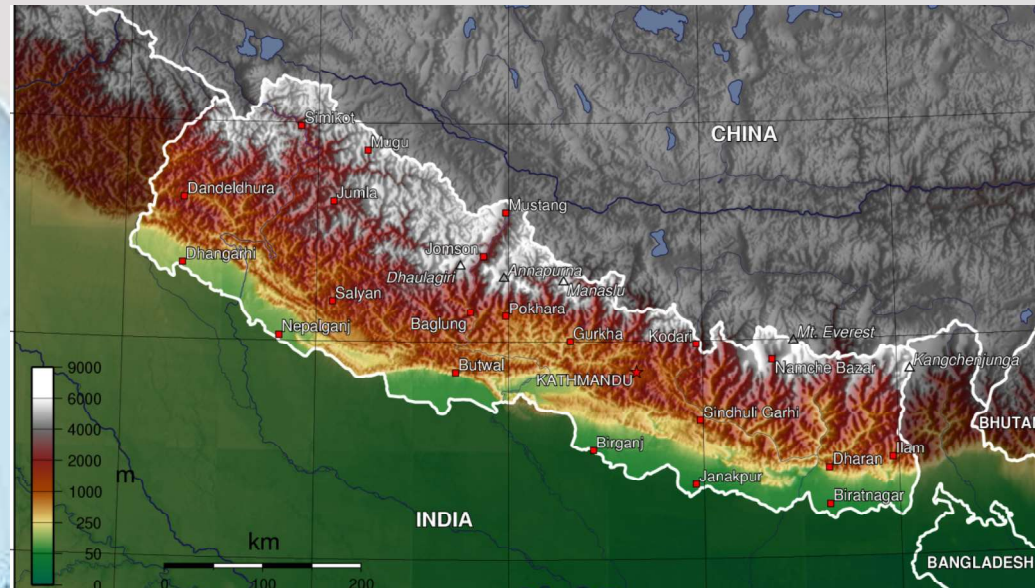 CHINA
Simikot
Mugu
Dandeldhura
Jumla
Mustang
Dhangarhi
Jomson
Dhaulagiri
Annapurna
Manaslu
Salyan
Baglung
Pokhara
Nepalganj
Gurkha
Kodari
Mt. Everest
Butwal
KATHMANDU
Namche Bazar
Kangchenjunga
9000
6000
4000
2000
1000
250
50
0
m
Sindhuli Garhi
BHUTAN
Birganj
Dharan
Ilam
Janakpur
Biratnagar
INDIA
km
0
100
200
BANGLADESH